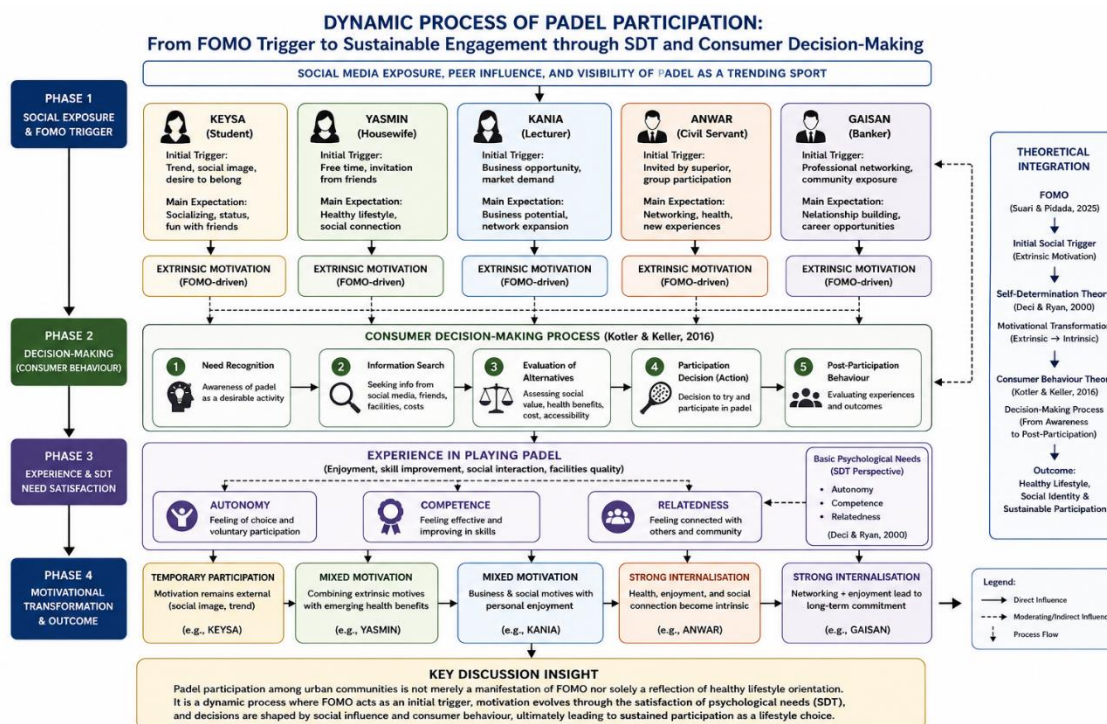 DYNAMIC PROCESS OF PADEL PARTICIPATION:
From FOMO Trigger to Sustainable Engagement through SDT and Consumer Decision-Making
SOCIAL MEDIA EXPOSURE, PEER INFLUENCE, AND VISIBILITY OF PADEL AS A TRENDING SPORT
PHASE 1
SOCIAL EXPOSURE
& FOMO TRIGGER
KEYSA
(Student)
Initial Trigger:
Trend, social image,
desire to belong
Main Expectation:
Socializing, status,
fun with friends
YASMIN
(Housewife)
Initial Trigger:
Free time, invitation
from friends
Main Expectation:
Healthy lifestyle,
social connection
KANIA
(Lecturer)
Initial Trigger:
Business opportunity,
market demand
Main Expectation:
Business potential,
network expansion
ANWAR
(Civil Servant)
Initial Trigger:
Invited by superior,
group participation
Main Expectation:
Networking, health,
new experiences
GAISAN
(Banker)
Initial Trigger:
Professional networking,
community exposure
Main Expectation:
Relationship building,
career opportunities
EXTRINSIC MOTIVATION
(FOMO-driven)
EXTRINSIC MOTIVATION
(FOMO-driven)
EXTRINSIC MOTIVATION
(FOMO-driven)
EXTRINSIC MOTIVATION
(FOMO-driven)
EXTRINSIC MOTIVATION
(FOMO-driven)
PHASE 2
DECISION-MAKING
(CONSUMER BEHAVIOUR)
CONSUMER DECISION-MAKING PROCESS (Kotler & Keller, 2016)
1
Need Recognition
Awareness of padel
as a desirable activity
2
Information Search
Seeking info from
social media, friends,
facilities, costs
3
Evaluation of
Alternatives
Assessing social
value, health benefits,
cost, accessibility
4
Participation
Decision (Action)
Decision to try and
participate in padel
5
Post-Participation
Behaviour
Evaluating experiences
and outcomes
PHASE 3
EXPERIENCE & SDT
NEED SATISFACTION
EXPERIENCE IN PLAYING PADEL
(Enjoyment, skill improvement, social interaction, facilities quality)
AUTONOMY
Feeling of choice and
voluntary participation
COMPETENCE
Feeling effective and
improving in skills
RELATEDNESS
Feeling connected with
others and community
Basic Psychological Needs
(SDT Perspective)
• Autonomy
• Competence
• Relatedness
(Deci & Ryan, 2000)
PHASE 4
MOTIVATIONAL
TRANSFORMATION
& OUTCOME
TEMPORARY PARTICIPATION
Motivation remains external
(social image, trend)
(e.g., KEYSA)
MIXED MOTIVATION
Combining extrinsic motives
with emerging health benefits
(e.g., YASMIN)
MIXED MOTIVATION
Business & social motives with
personal enjoyment
(e.g., KANIA)
STRONG INTERNALISATION
Health, enjoyment, and social
connection become intrinsic
(e.g., ANWAR)
STRONG INTERNALISATION
Networking + enjoyment lead to
long-term commitment
(e.g., GAISAN)
KEY DISCUSSION INSIGHT
Padel participation among urban communities is not merely a manifestation of FOMO nor solely a reflection of healthy lifestyle orientation.
It is a dynamic process where FOMO acts as an initial trigger, motivation evolves through the satisfaction of psychological needs (SDT),
and decisions are shaped by social influence and consumer behaviour, ultimately leading to sustained participation as a lifestyle choice.
THEORETICAL
INTEGRATION
FOMO
(Suari & Pidada, 2025)
Initial Social Trigger
(Extrinsic Motivation)
Self-Determination Theor
(Deci & Ryan, 2000)
Motivational Transformation
(Extrinsic → Intrinsic)
Consumer Behaviour Theor
(Kotler & Keller, 2016)
Decision-Making Process
(From Awareness
to Post-Participation)
Outcome:
Healthy Lifestyle,
Social Identity &
Sustainable Participation
Legend:
Direct Influence
Moderating/Indirect Influenc
Process Flow